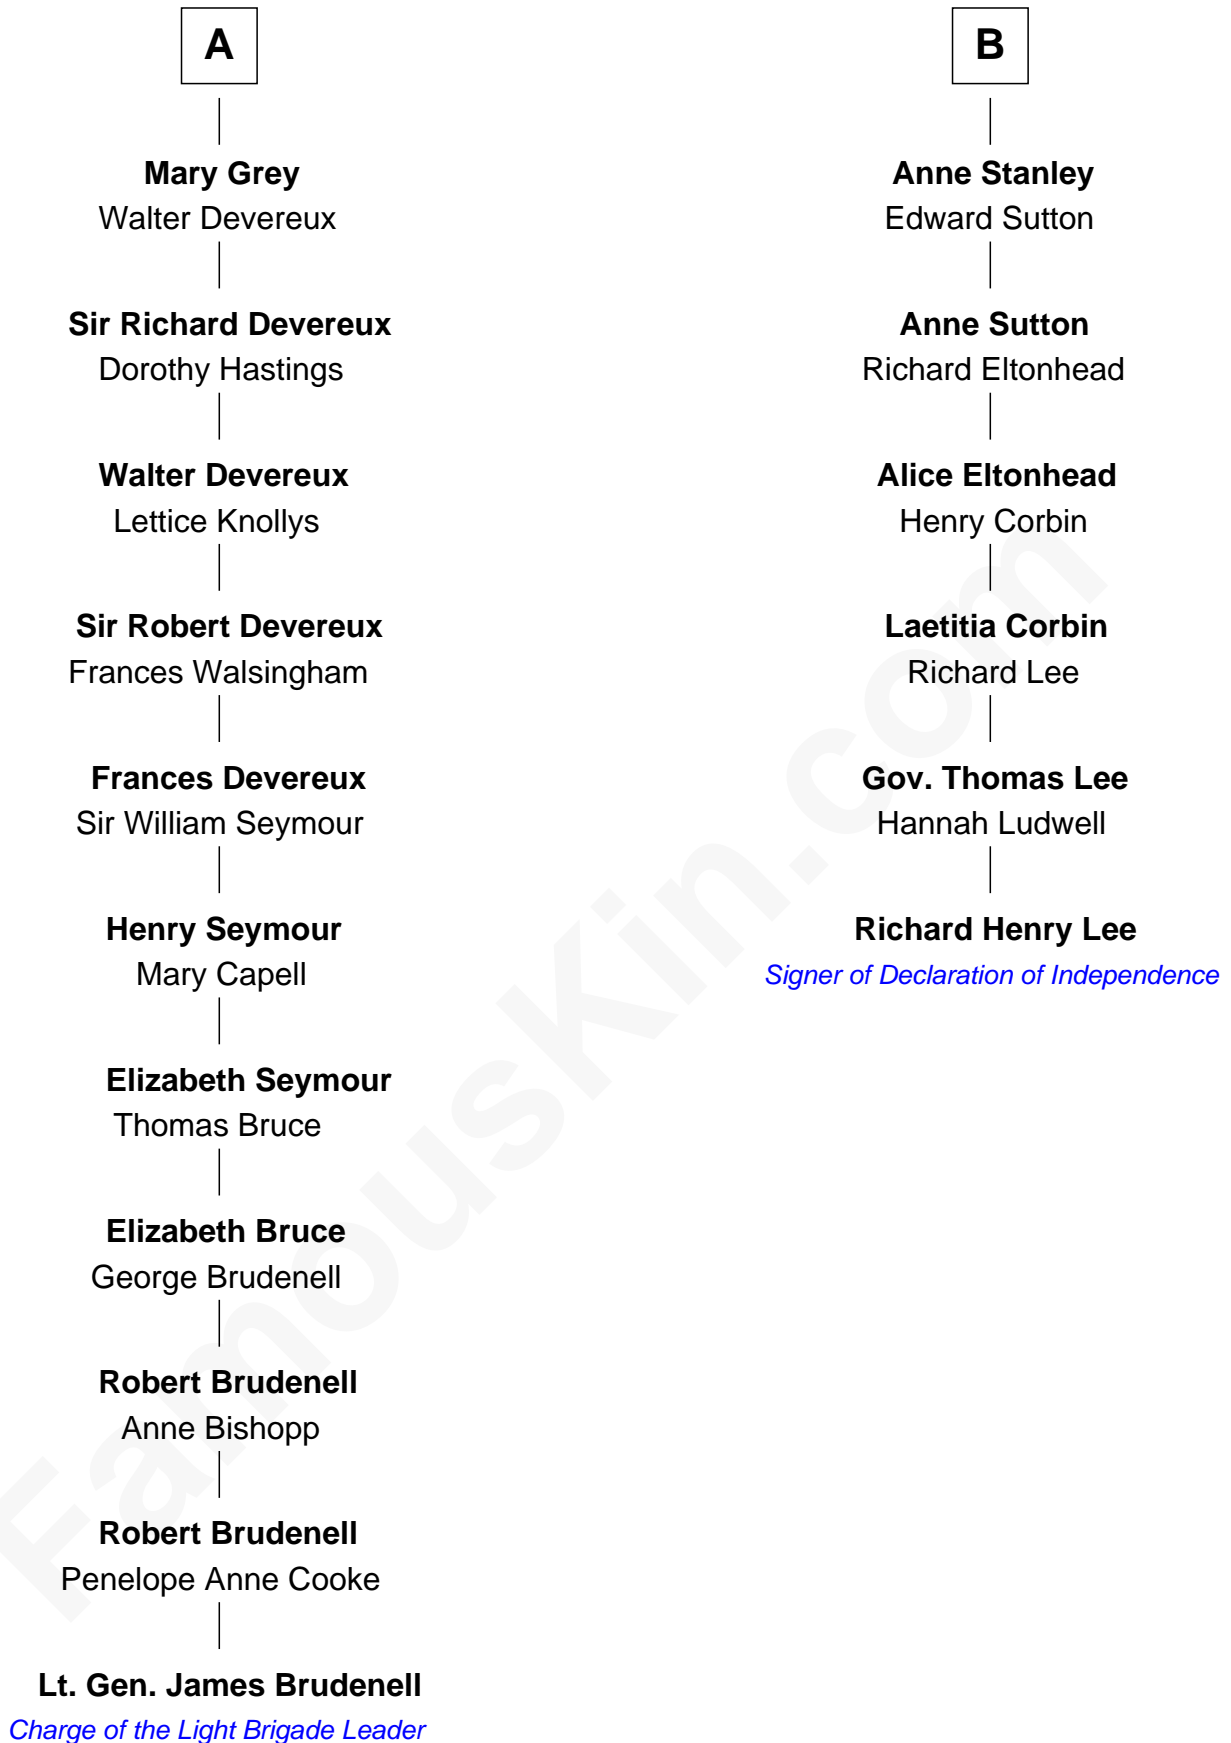 A
Mary Grey
Walter Devereux
Sir Richard Devereux
Dorothy Hastings
Walter Devereux
Lettice Knollys
Sir Robert Devereux
Frances Walsingham
Frances Devereux
Sir William Seymour
Henry Seymour
Mary Capell
Elizabeth Seymour
Thomas Bruce
Elizabeth Bruce
George Brudenell
Robert Brudenell
Anne Bishopp
Robert Brudenell
Penelope Anne Cooke
Lt. Gen. James Brudenell
Charge of the Light Brigade Leader
B
Anne Stanley
Edward Sutton
Anne Sutton
Richard Eltonhead
Alice Eltonhead
Henry Corbin
Laetitia Corbin
Richard Lee
Gov. Thomas Lee
Hannah Ludwell
Richard Henry Lee
Signer of Declaration of Independence
FamousKin.com